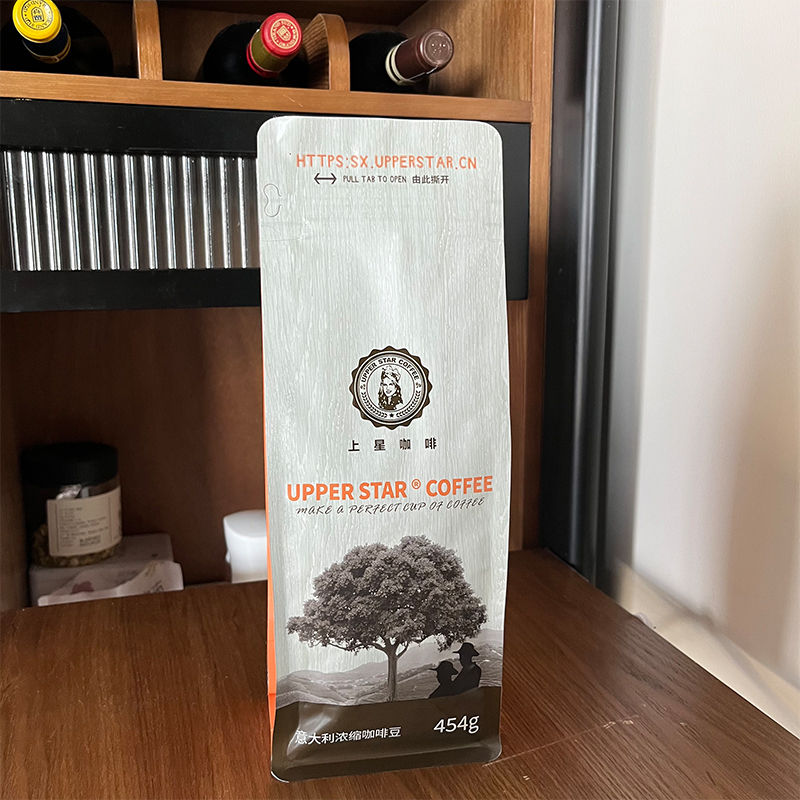 HTTPS:SX.UPPERSTAR.CN
PULL TAB TO OPEN 由此撕开
UPPER STAR COFFEE
上星咖啡
UPPER STAR ® COFFEE
MAKE A PERFECT CUP OF COFFEE
意大利浓缩咖啡豆
454g